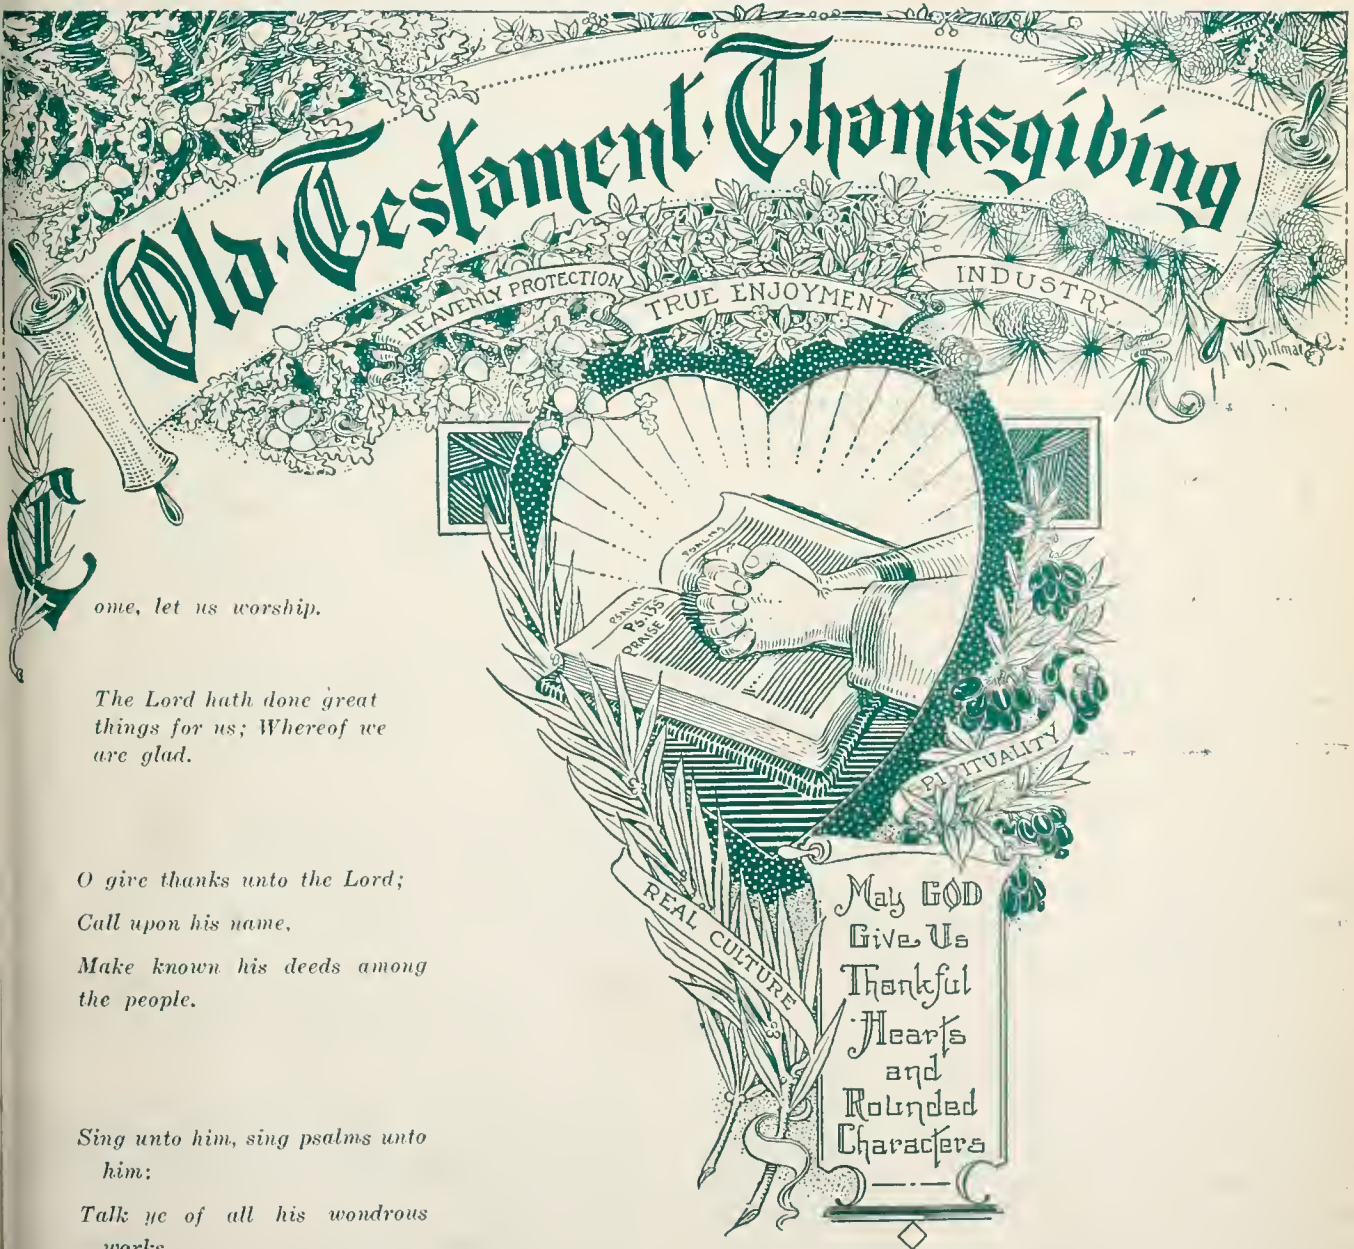 Old · Testament · Thanksgiving
HEAVENLY PROTECTION
TRUE ENJOYMENT
INDUSTRY
W.J. Dittmar
Come, let us worship.
The Lord hath done great
things for us; Whereof we
are glad.
O give thanks unto the Lord;
Call upon his name,
Make known his deeds among
the people.
Sing unto him, sing psalms unto
him:
Talk ye of all his wondrous
works
PSALMS
PSALMS
PS. 135
PRAISE
SPIRITUALITY
REAL CULTURE
May GOD
Give Us
Thankful
Hearts
and
Rounded
Characters